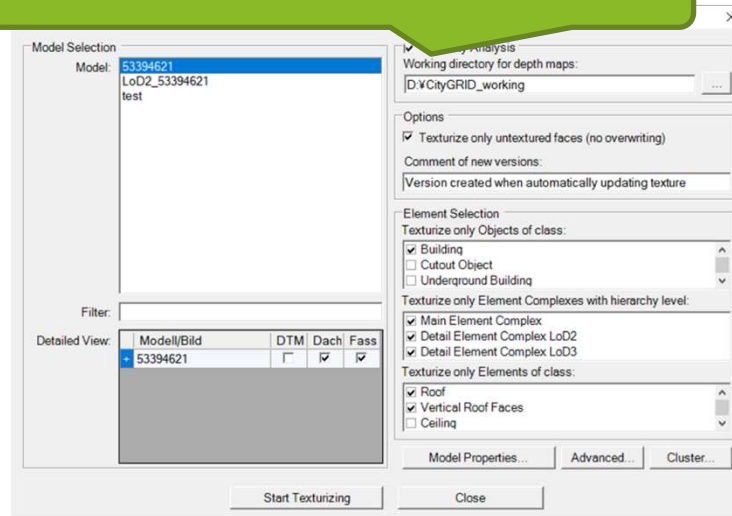 Model Selection
Model:
53394621
LoD2_53394621
test
Filter:
Detailed View:
Modell/Bild DTM Dach Fass
+ 53394621
Analysis
Working directory for depth maps:
D:¥CityGRID_working
...
Options
Texturize only untextured faces (no overwriting)
Comment of new versions:
Version created when automatically updating texture
Element Selection
Texturize only Objects of class:
Building
Cutout Object
Underground Building
Texturize only Element Complexes with hierarchy level:
Main Element Complex
Detail Element Complex LoD2
Detail Element Complex LoD3
Texturize only Elements of class:
Roof
Vertical Roof Faces
Ceiling
Model Properties... Advanced... Cluster...
Start Texturizing Close